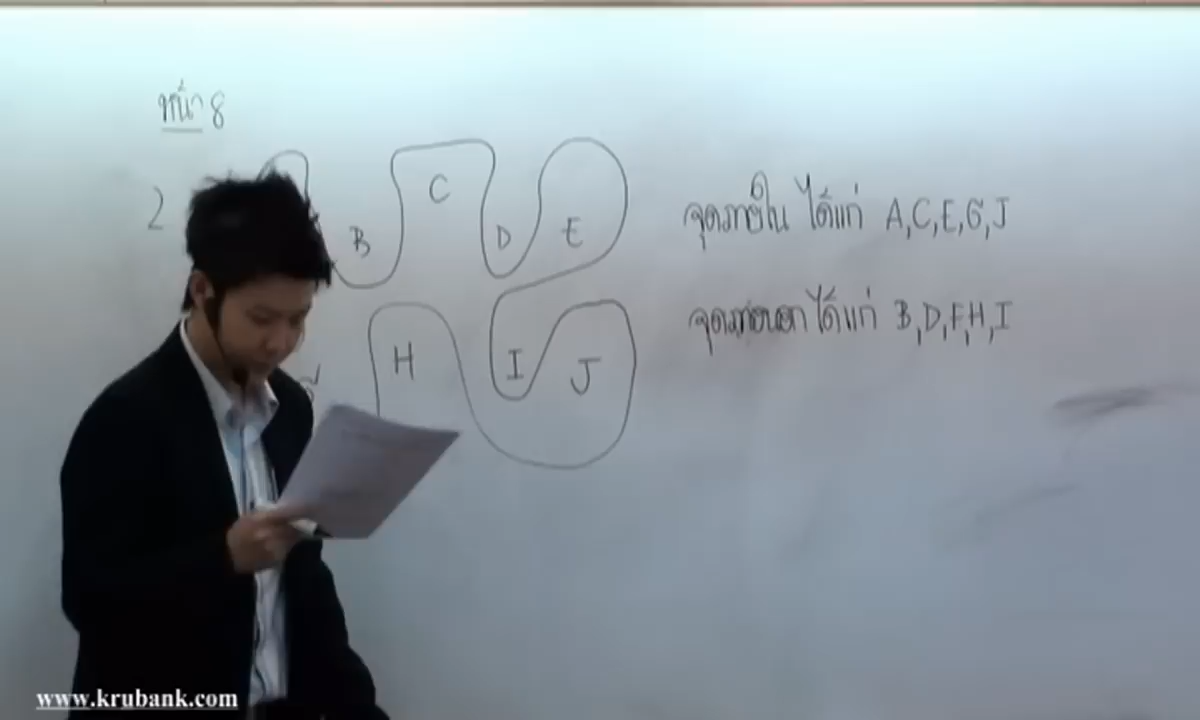 หน้า 8
2
C
B
D
E
จุดภายใน ได้แก่ A,C,E,G,J
จุดภายนอก ได้แก่ B,D,F,H,I
H
I
J
www.krubank.com